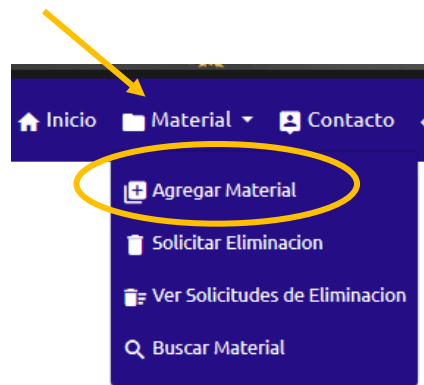 Inicio Material Contacto
Agregar Material
Solicitar Eliminacion
Ver Solicitudes de Eliminacion
Buscar Material